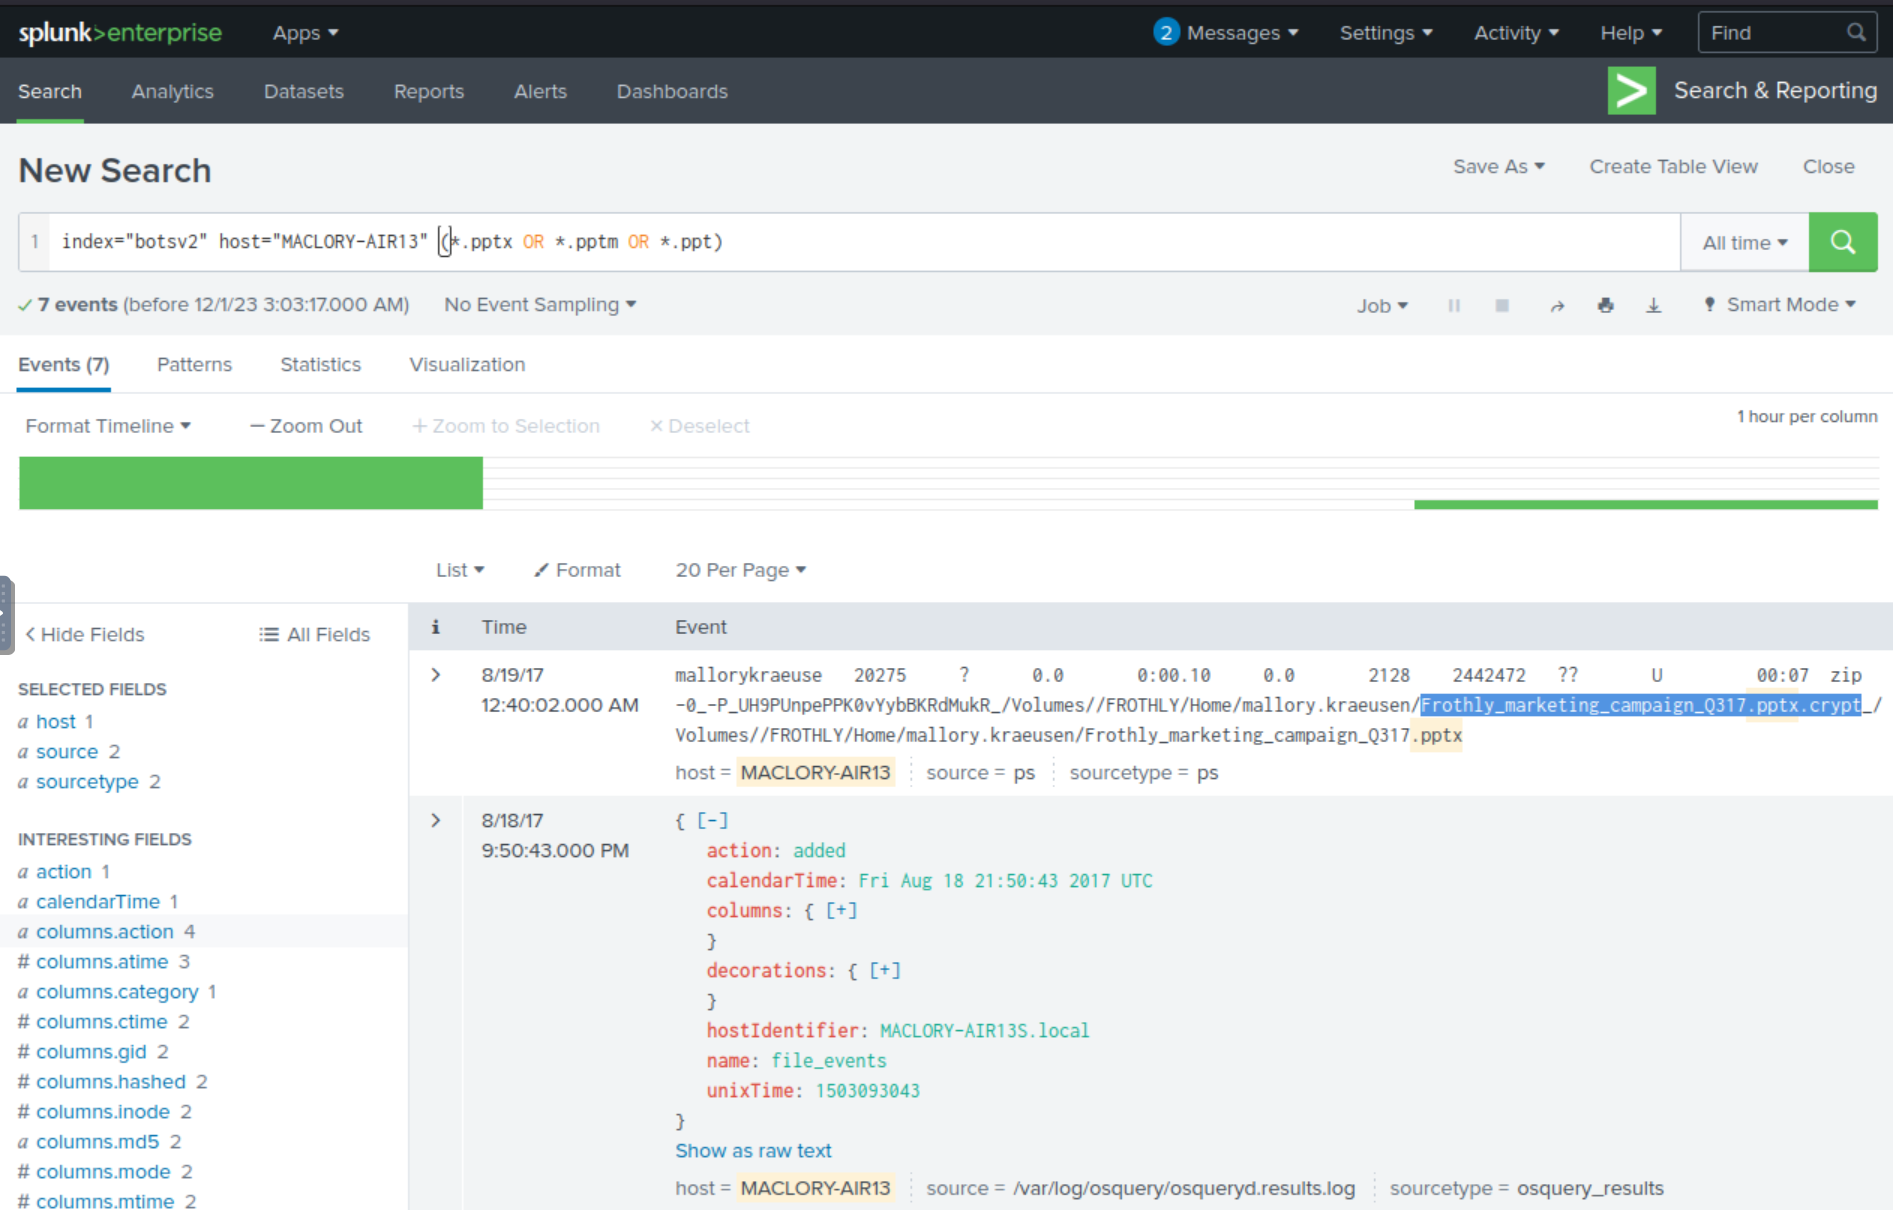 splunk>enterprise Apps 2 Messages Settings Activity Help Find
Search Analytics Datasets Reports Alerts Dashboards Search & Reporting
New Search Save As Create Table View Close
1 index="botsv2" host="MACLORY-AIR13" (*.pptx OR *.pptm OR *.ppt) All time
✓ 7 events (before 12/1/23 3:03:17.000 AM) No Event Sampling Job Smart Mode
Events (7) Patterns Statistics Visualization
Format Timeline — Zoom Out + Zoom to Selection × Deselect 1 hour per column
List Format 20 Per Page
< Hide Fields All Fields
i Time Event
SELECTED FIELDS
a host 1
a source 2
a sourcetype 2
INTERESTING FIELDS
a action 1
a calendarTime 1
a columns.action 4
# columns.atime 3
a columns.category 1
# columns.ctime 2
# columns.gid 2
# columns.hashed 2
# columns.inode 2
a columns.md5 2
# columns.mode 2
# columns.mtime 2
> 8/19/17 mallorykraeuse 20275 ? 0.0 0:00.10 0.0 2128 2442472 ?? U 00:07 zip
12:40:02.000 AM -0_-P_UH9PUnpePPK0vYybBKRdMukR_/Volumes//FROTHLY/Home/mallory.kraeusen/Frothly_marketing_campaign_Q317.pptx.crypt_/
Volumes//FROTHLY/Home/mallory.kraeusen/Frothly_marketing_campaign_Q317.pptx
host = MACLORY-AIR13 source = ps sourcetype = ps
> 8/18/17 { [-]
9:50:43.000 PM action: added
calendarTime: Fri Aug 18 21:50:43 2017 UTC
columns: { [+]
}
decorations: { [+]
}
hostIdentifier: MACLORY-AIR13S.local
name: file_events
unixTime: 1503093043
}
Show as raw text
host = MACLORY-AIR13 source = /var/log/osquery/osqueryd.results.log sourcetype = osquery_results